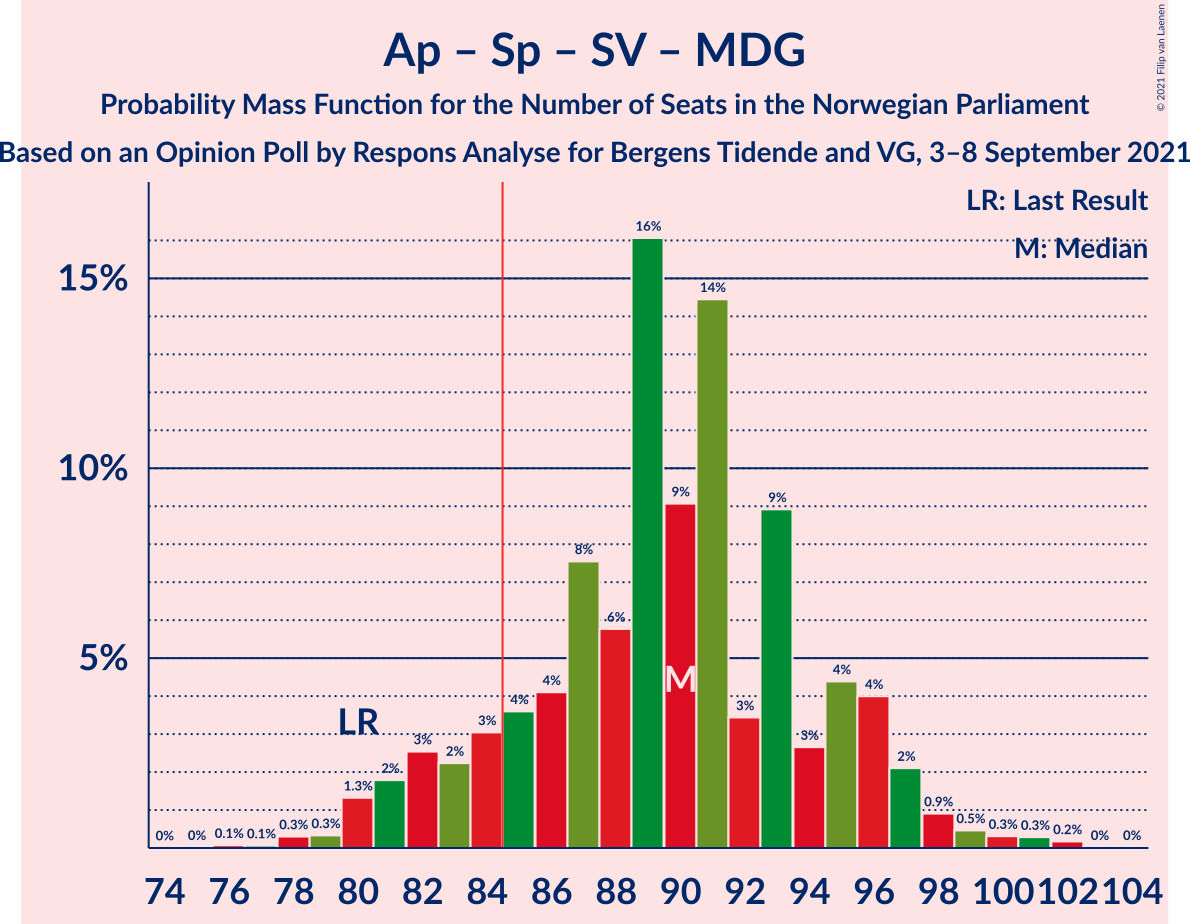 Ap – Sp – SV – MDG
Probability Mass Function for the Number of Seats in the Norwegian Parliament
Based on an Opinion Poll by Respons Analyse for Bergens Tidende and VG, 3–8 September 2021
© 2021 Filip van Laenen
LR: Last Result
M: Median
15%
10%
5%
0% 0% 0.1% 0.1% 0.3% 0.3% 1.3% 2% 3% 2% 3% 4% 4% 8% 6% 16% 9% 14% 3% 9% 3% 4% 4% 2% 0.9% 0.5% 0.3% 0.3% 0.2% 0% 0%
LR
M
74 76 78 80 82 84 86 88 90 92 94 96 98 100 102 104